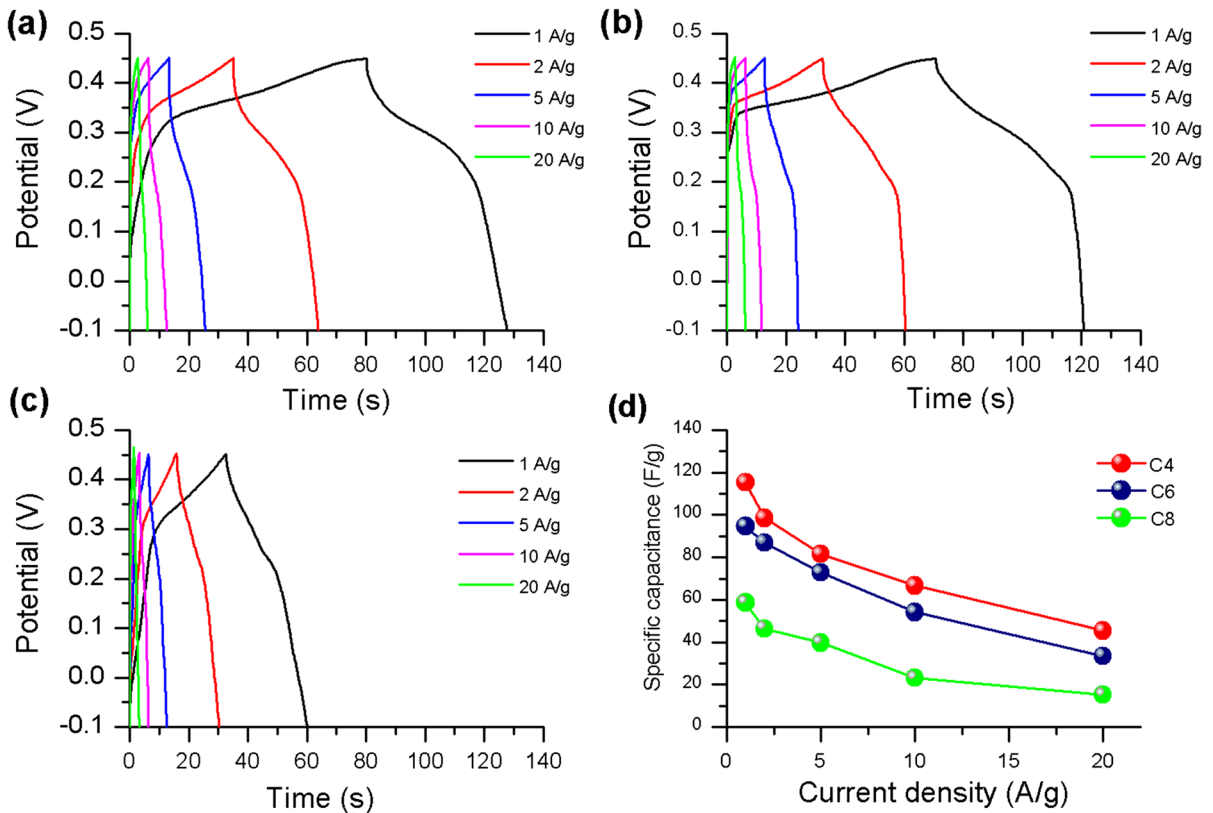 (a)
0.5
0.4
0.3
0.2
0.1
0.0
-0.1
Potential (V)
1 A/g
2 A/g
5 A/g
10 A/g
20 A/g
0 20 40 60 80 100 120 140
Time (s)
(b)
0.5
0.4
0.3
0.2
0.1
0.0
-0.1
Potential (V)
1 A/g
2 A/g
5 A/g
10 A/g
20 A/g
0 20 40 60 80 100 120 140
Time (s)
(c)
0.5
0.4
0.3
0.2
0.1
0.0
-0.1
Potential (V)
1 A/g
2 A/g
5 A/g
10 A/g
20 A/g
0 20 40 60 80 100 120 140
Time (s)
(d)
140
120
100
80
60
40
20
0
Specific capacitance (F/g)
C4
C6
C8
0 5 10 15 20
Current density (A/g)